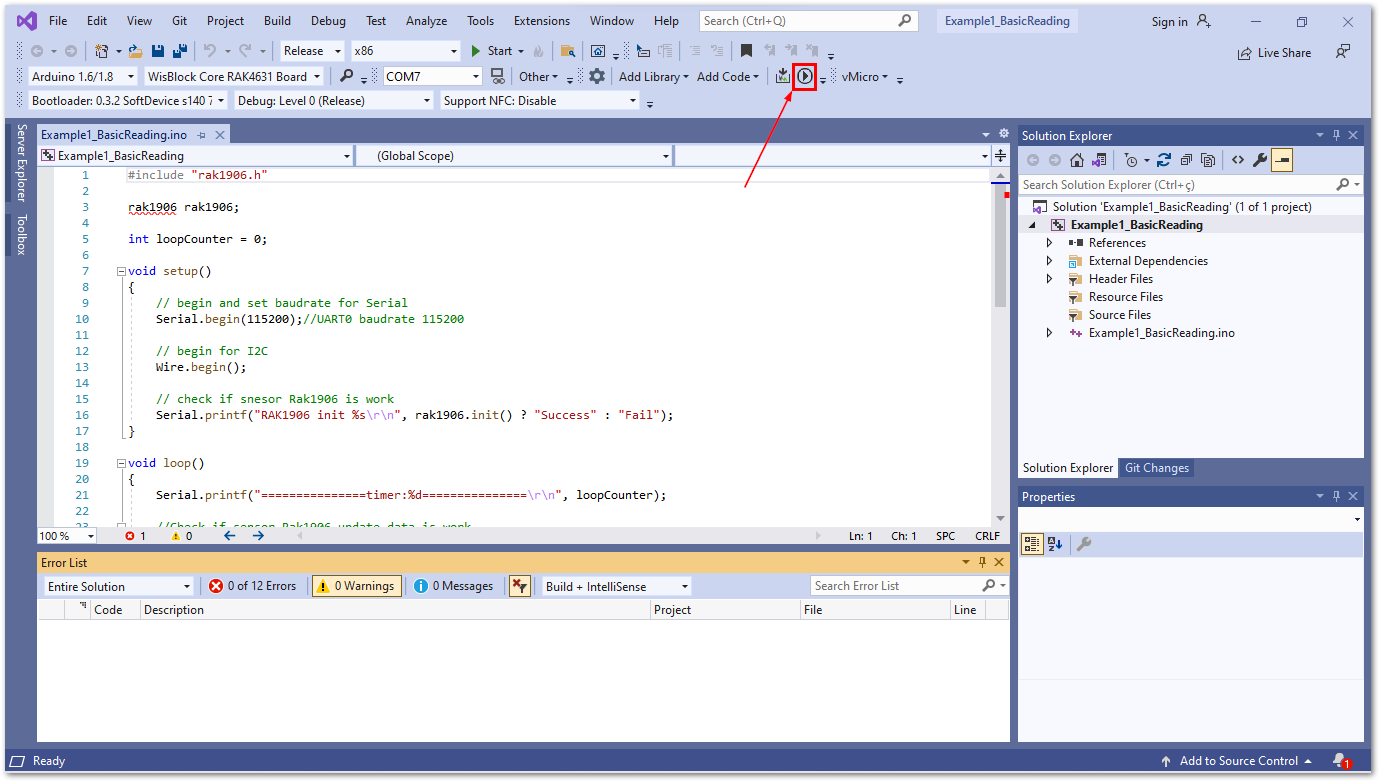 File Edit View Git Project Build Debug Test Analyze Tools Extensions Window Help Search (Ctrl+Q) Example1_BasicReading Sign in
Release x86 Start Live Share
Arduino 1.6/1.8 WisBlock Core RAK4631 Board COM7 Other Add Library Add Code vMicro
Bootloader: 0.3.2 SoftDevice s140 7 Debug: Level 0 (Release) Support NFC: Disable
Server Explorer
Toolbox
Example1_BasicReading.ino
Example1_BasicReading (Global Scope)
1 #include "rak1906.h"
2
3 rak1906 rak1906;
4
5 int loopCounter = 0;
6
7 void setup()
8 {
9 // begin and set baudrate for Serial
10 Serial.begin(115200);//UART0 baudrate 115200
11
12 // begin for I2C
13 Wire.begin();
14
15 // check if snesor Rak1906 is work
16 Serial.printf("RAK1906 init %s\r\n", rak1906.init() ? "Success" : "Fail");
17 }
18
19 void loop()
20 {
21 Serial.printf("===============timer:%d===============\r\n", loopCounter);
22
23 //Check if sensor Rak1906 update data is work
100 % 1 0 Ln: 1 Ch: 1 SPC CRLF
Error List
Entire Solution 0 of 12 Errors 0 Warnings 0 Messages Build + IntelliSense Search Error List
Code Description Project File Line
Solution Explorer
Search Solution Explorer (Ctrl+ç)
Solution 'Example1_BasicReading' (1 of 1 project)
Example1_BasicReading
References
External Dependencies
Header Files
Resource Files
Source Files
Example1_BasicReading.ino
Solution Explorer Git Changes
Properties
Ready Add to Source Control 1